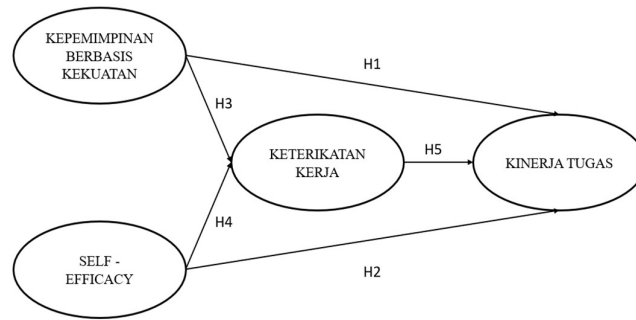 KEPEMIMPINAN
BERBASIS
KEKUATAN
H1
H3
KETERIKATAN
KERJA
H5
KINERJA TUGAS
H4
SELF -
EFFICACY
H2